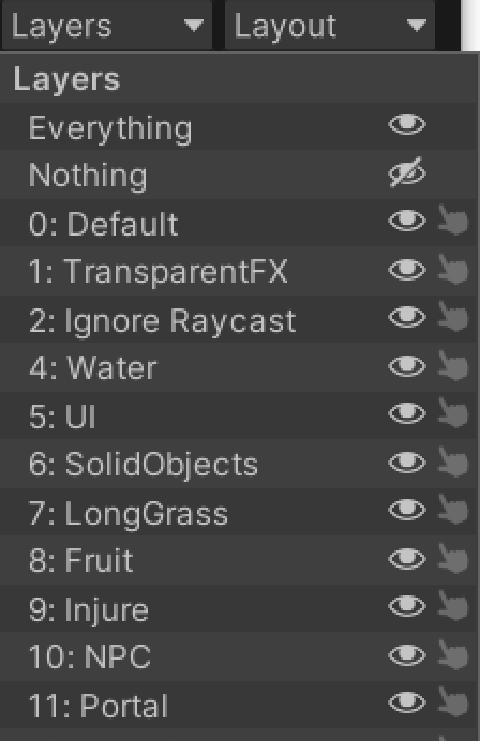 Layers Layout
Layers
Everything
Nothing
0: Default
1: TransparentFX
2: Ignore Raycast
4: Water
5: UI
6: SolidObjects
7: LongGrass
8: Fruit
9: Injure
10: NPC
11: Portal